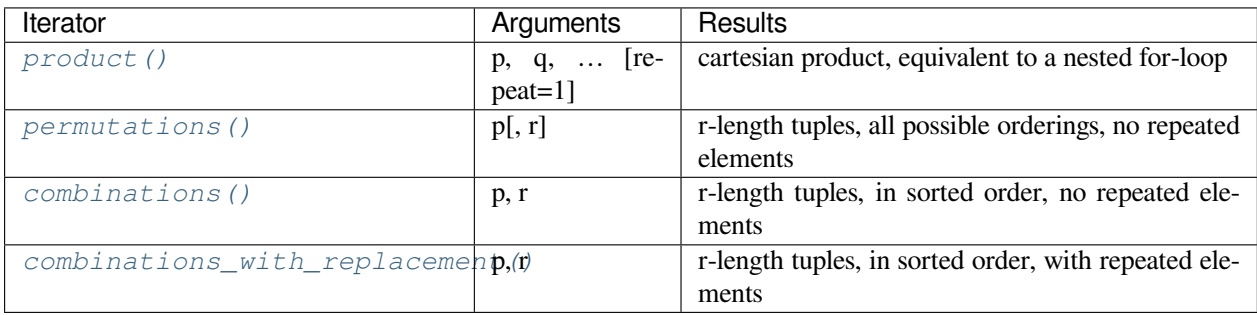 Iterator Arguments Results
product() p, q, … [re- cartesian product, equivalent to a nested for-loop
peat=1]
permutations() p[, r] r-length tuples, all possible orderings, no repeated
elements
combinations() p, r r-length tuples, in sorted order, no repeated ele-
ments
combinations_with_replacement() p, r r-length tuples, in sorted order, with repeated ele-
ments